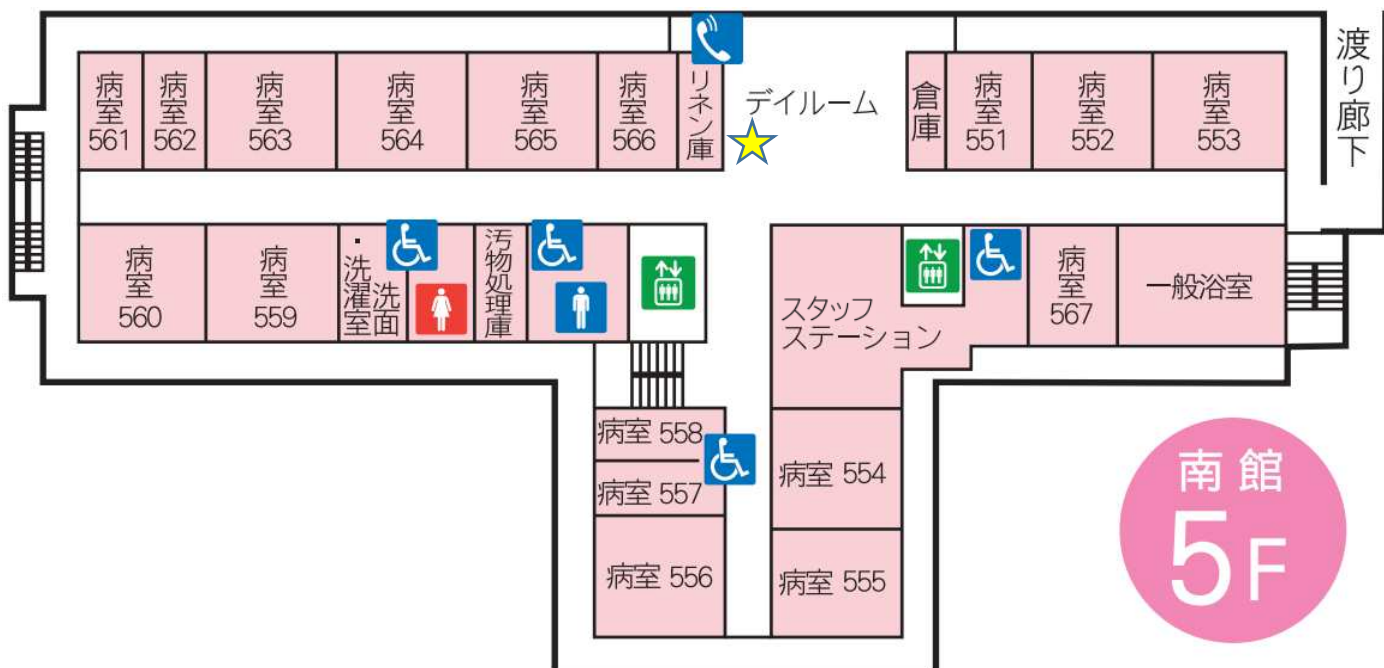 病室
561
病室
562
病室
563
病室
564
病室
565
病室
566
リネン庫
デイルーム
倉庫
病室
551
病室
552
病室
553
渡り廊下
病室
560
病室
559
・洗濯室
洗面
汚物処理庫
スタッフ
ステーション
病室
567
一般浴室
病室 558
病室 557
病室 556
病室 554
病室 555
南館
5F